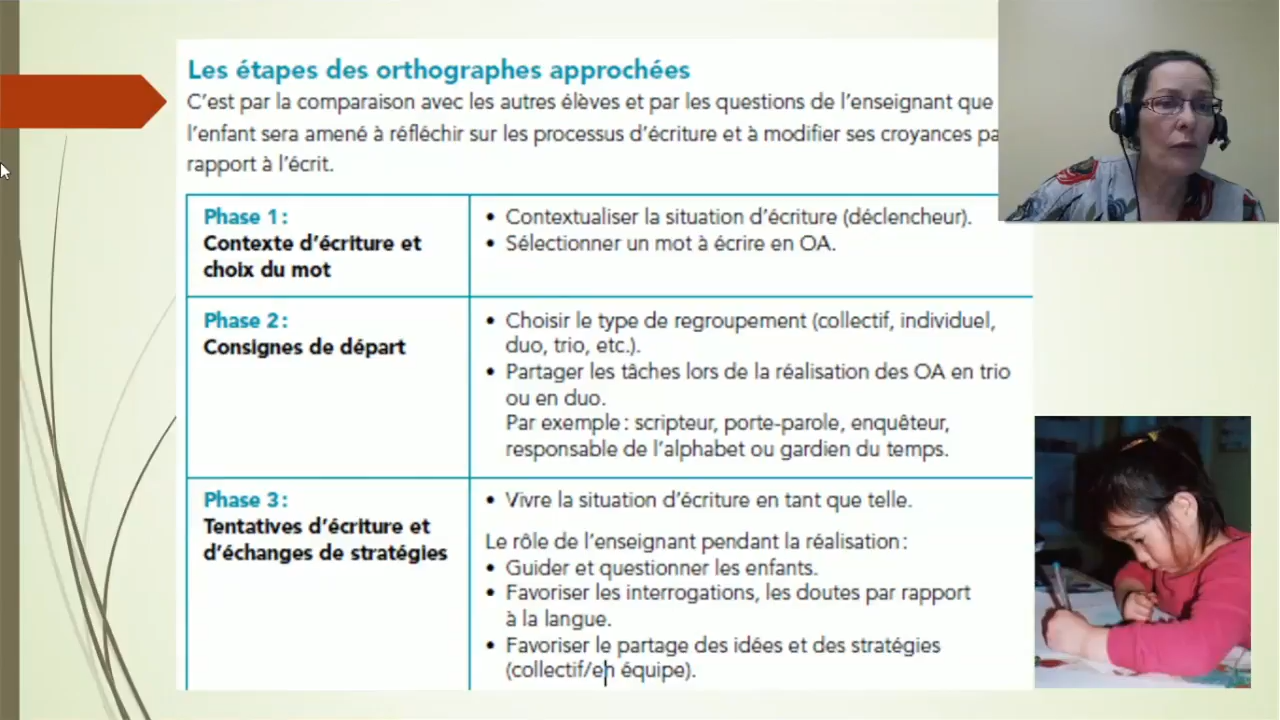 Les étapes des orthographes approchées
C'est par la comparaison avec les autres élèves et par les questions de l'enseignant que
l'enfant sera amené à réfléchir sur les processus d'écriture et à modifier ses croyances pa
rapport à l'écrit.
Phase 1 :
Contexte d'écriture et
choix du mot
• Contextualiser la situation d'écriture (déclencheur).
• Sélectionner un mot à écrire en OA.
Phase 2 :
Consignes de départ
• Choisir le type de regroupement (collectif, individuel,
duo, trio, etc.).
• Partager les tâches lors de la réalisation des OA en trio
ou en duo.
Par exemple : scripteur, porte-parole, enquêteur,
responsable de l'alphabet ou gardien du temps.
Phase 3 :
Tentatives d'écriture et
d'échanges de stratégies
• Vivre la situation d'écriture en tant que telle.
Le rôle de l'enseignant pendant la réalisation :
• Guider et questionner les enfants.
• Favoriser les interrogations, les doutes par rapport
à la langue.
• Favoriser le partage des idées et des stratégies
(collectif/en équipe).